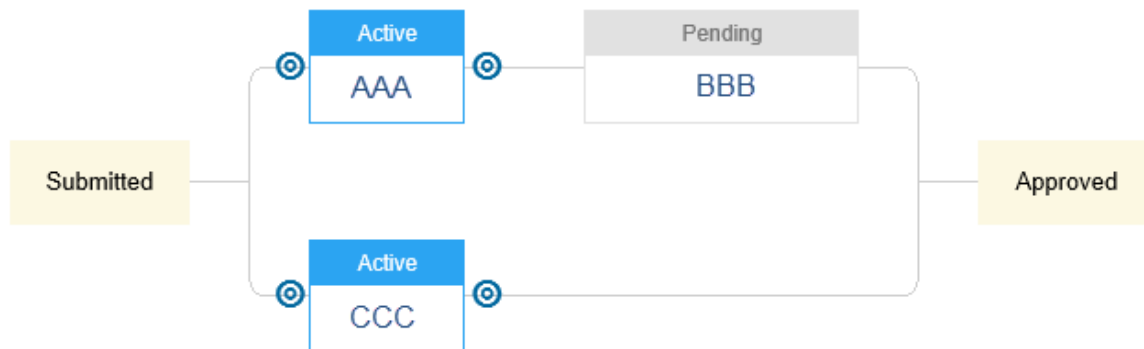 Active
AAA
Pending
BBB
Submitted
Approved
Active
CCC